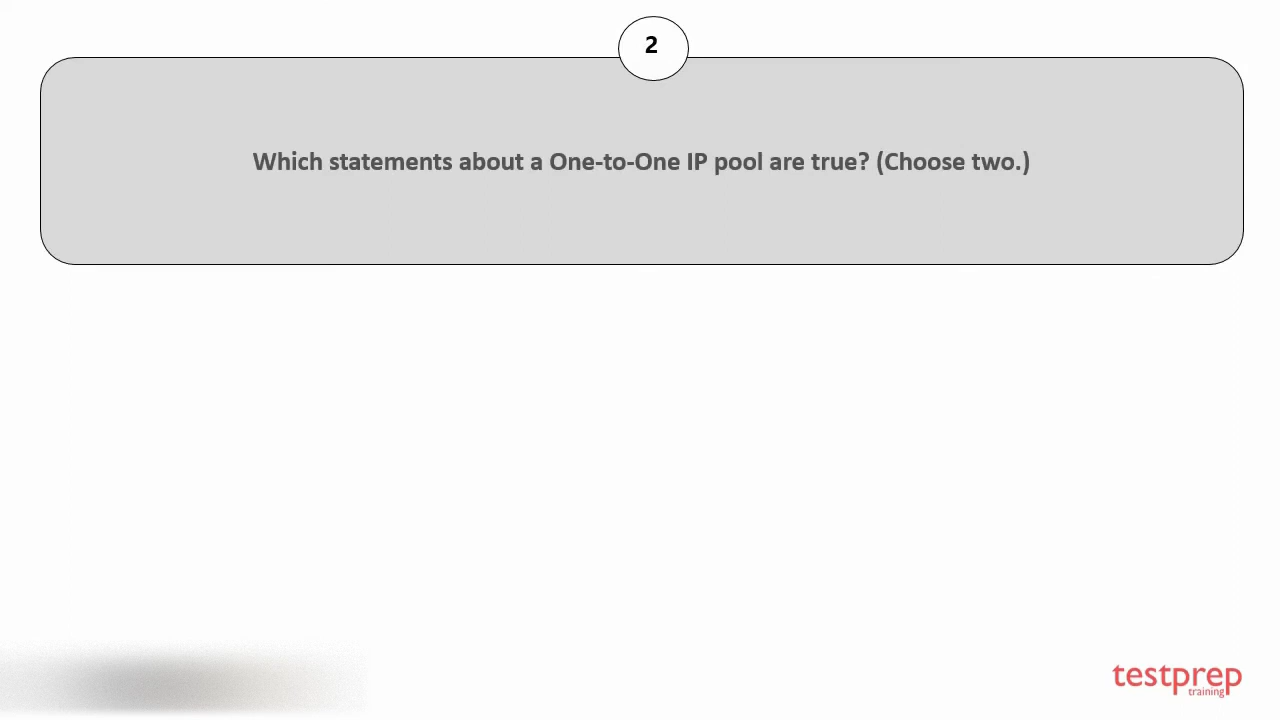 2
Which statements about a One-to-One IP pool are true? (Choose two.)
testprep
training